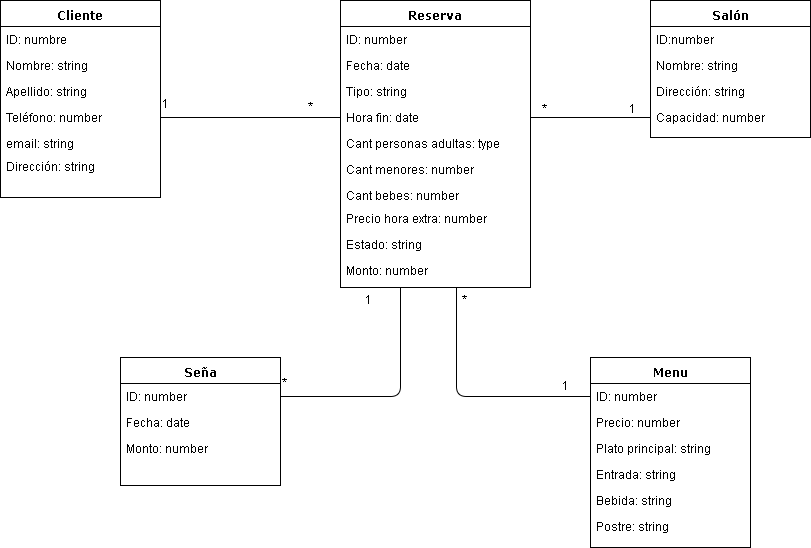 Cliente
ID: numbre
Nombre: string
Apellido: string
Teléfono: number
email: string
Dirección: string
1
*
Reserva
ID: number
Fecha: date
Tipo: string
Hora fin: date
Cant personas adultas: type
Cant menores: number
Cant bebes: number
Precio hora extra: number
Estado: string
Monto: number
*
1
Salón
ID:number
Nombre: string
Dirección: string
Capacidad: number
1
*
Seña
ID: number
Fecha: date
Monto: number
*
1
Menu
ID: number
Precio: number
Plato principal: string
Entrada: string
Bebida: string
Postre: string